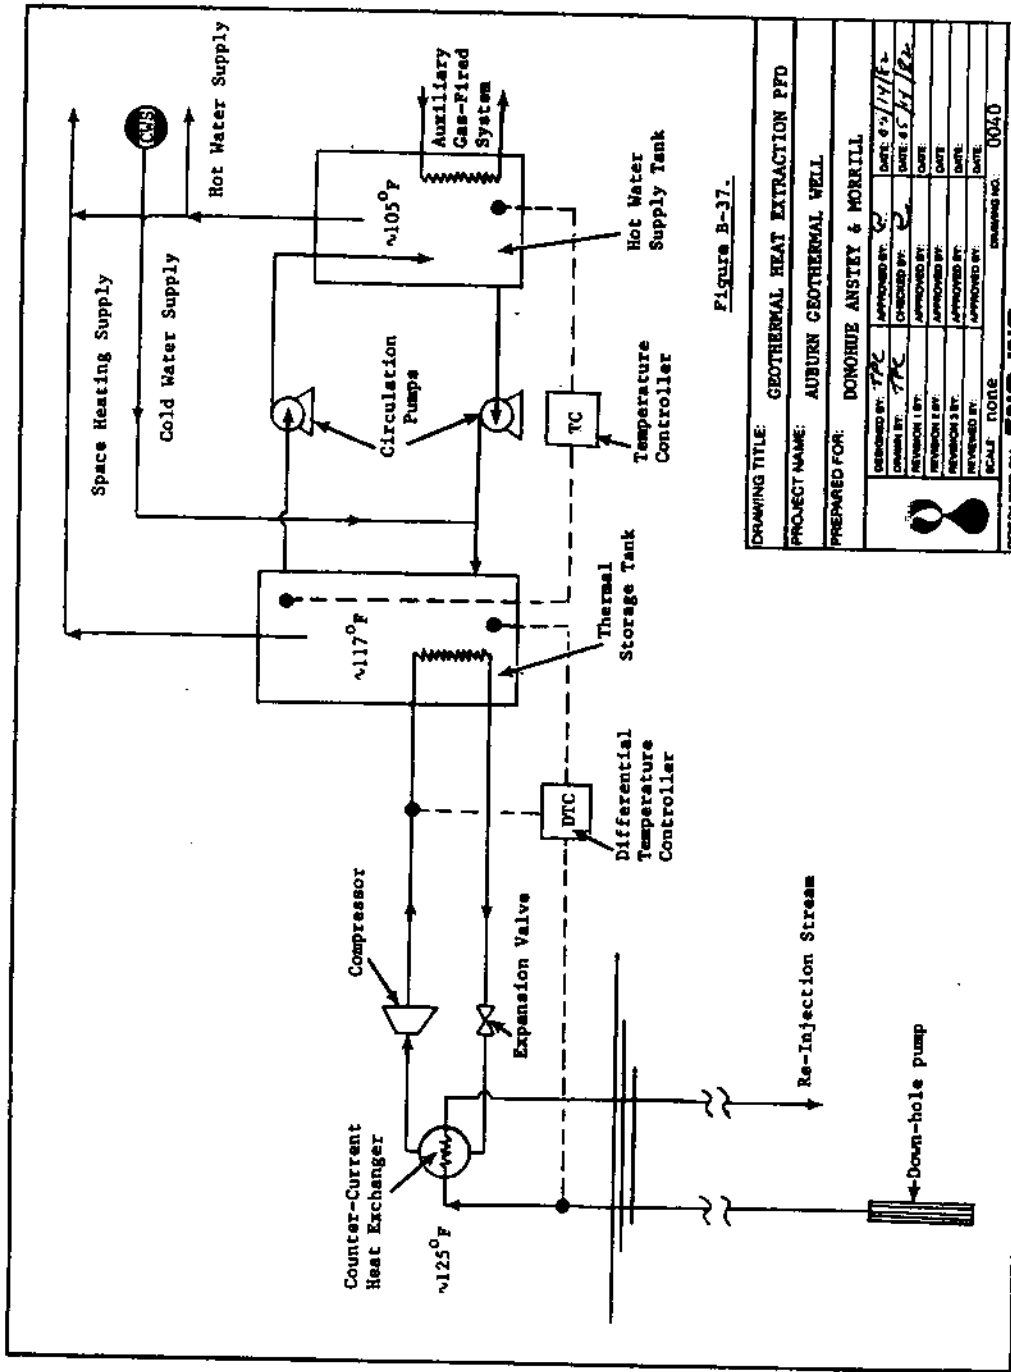 Space Heating Supply
CWS
Cold Water Supply
Hot Water Supply
Auxiliary
Gas-Fired
System
~105°F
Hot Water
Supply Tank
Circulation
Pumps
TC
Temperature
Controller
~117°F
Thermal
Storage Tank
DTC
Differential
Temperature
Controller
Compressor
Expansion Valve
Counter-Current
Heat Exchanger
~125°F
Re-Injection Stream
Down-hole pump
Figure B-37.
DRAWING TITLE:
GEOTHERMAL HEAT EXTRACTION PFD
PROJECT NAME:
AUBURN GEOTHERMAL WELL
PREPARED FOR:
DONOHUE ANSTEY & MORRILL
DESIGNED BY: TPC APPROVED BY: DATE:
DRAWN BY: TPC CHECKED BY: DATE:
REVISION 1 BY: APPROVED BY: DATE:
REVISION 2 BY: APPROVED BY: DATE:
REVISION 3 BY: APPROVED BY: DATE:
REVIEWED BY: APPROVED BY: DATE:
SCALE: none DRAWING NO.: 0040